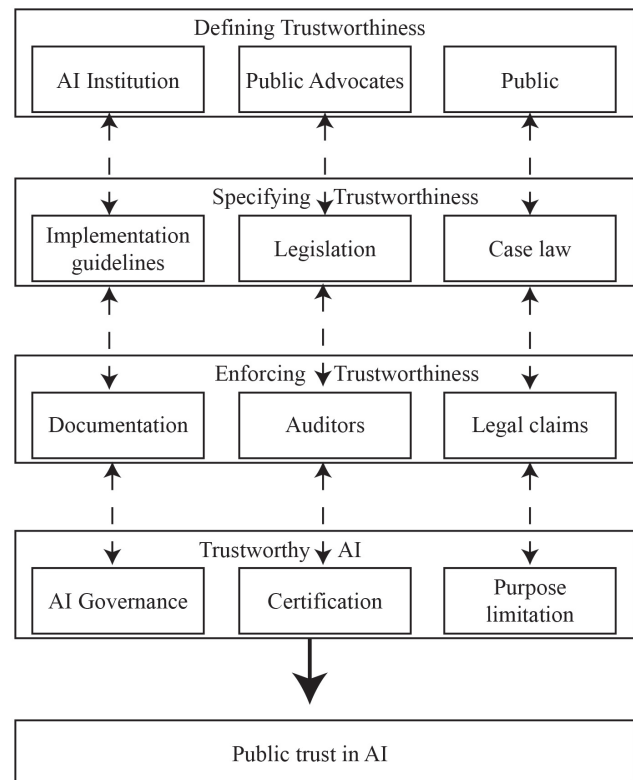 Defining Trustworthiness
AI Institution
Public Advocates
Public
Specifying Trustworthiness
Implementation
guidelines
Legislation
Case law
Enforcing Trustworthiness
Documentation
Auditors
Legal claims
Trustworthy AI
AI Governance
Certification
Purpose
limitation
Public trust in AI